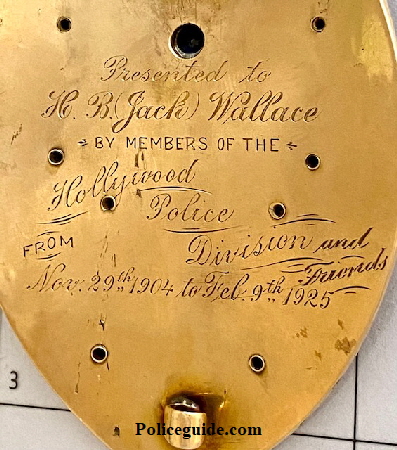 Presented to
H. B. (Jack) Wallace
BY MEMBERS OF THE
Hollywood
Police
Division and
Friends
FROM
Nov. 29th 1904 to Feb. 9th 1925
3
Policeguide.com